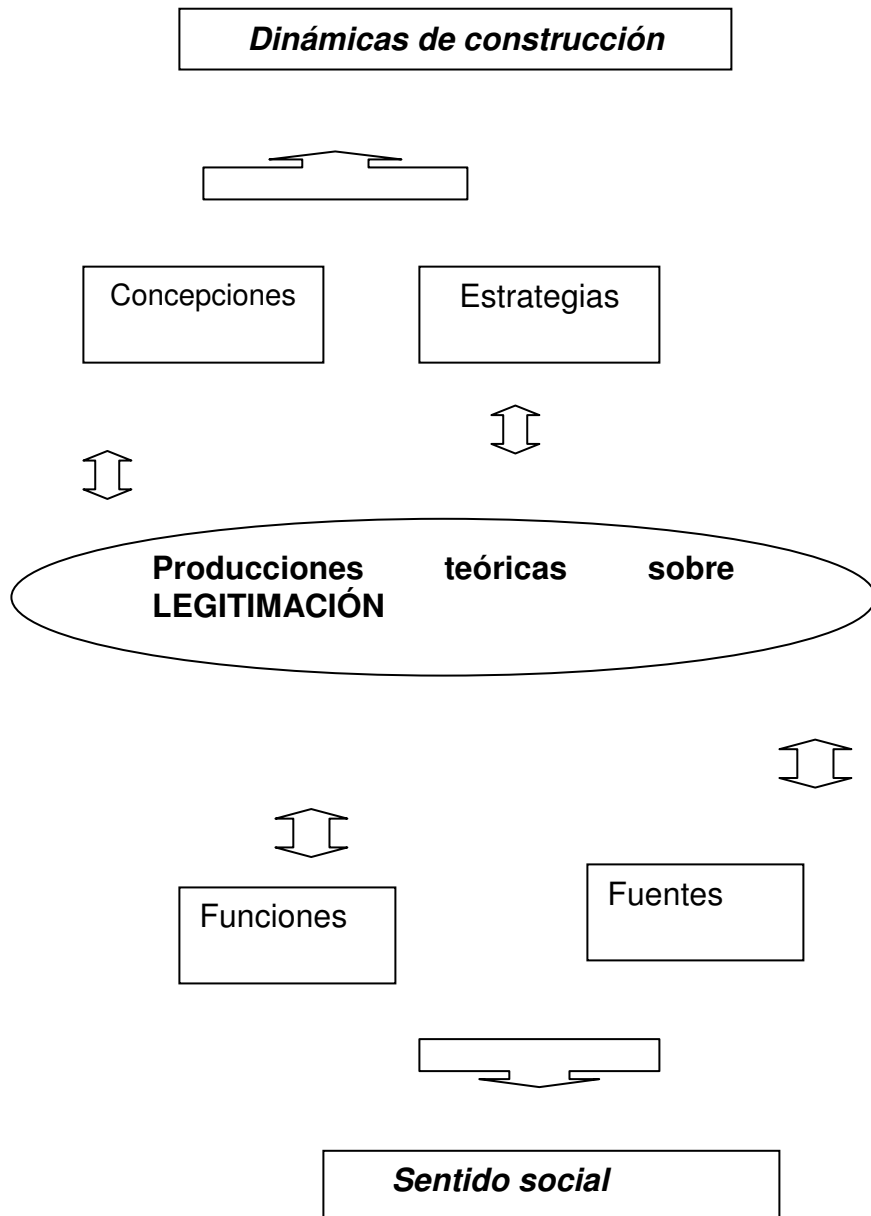 Dinámicas de construcción
Concepciones
Estrategias
Producciones teóricas sobre
LEGITIMACIÓN
Fuentes
Funciones
Sentido social